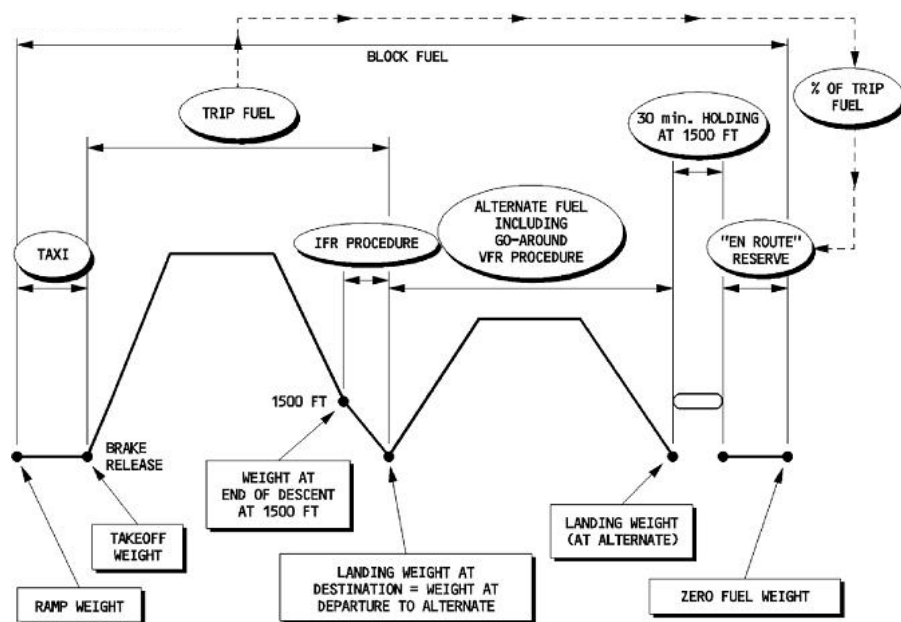 BLOCK FUEL
TRIP FUEL
% OF TRIP
FUEL
30 min. HOLDING
AT 1500 FT
ALTERNATE FUEL
INCLUDING
GO-AROUND
VFR PROCEDURE
TAXI
IFR PROCEDURE
"EN ROUTE"
RESERVE
1500 FT
BRAKE
RELEASE
WEIGHT AT
END OF DESCENT
AT 1500 FT
LANDING WEIGHT
(AT ALTERNATE)
TAKEOFF
WEIGHT
LANDING WEIGHT AT
DESTINATION = WEIGHT AT
DEPARTURE TO ALTERNATE
RAMP WEIGHT
ZERO FUEL WEIGHT